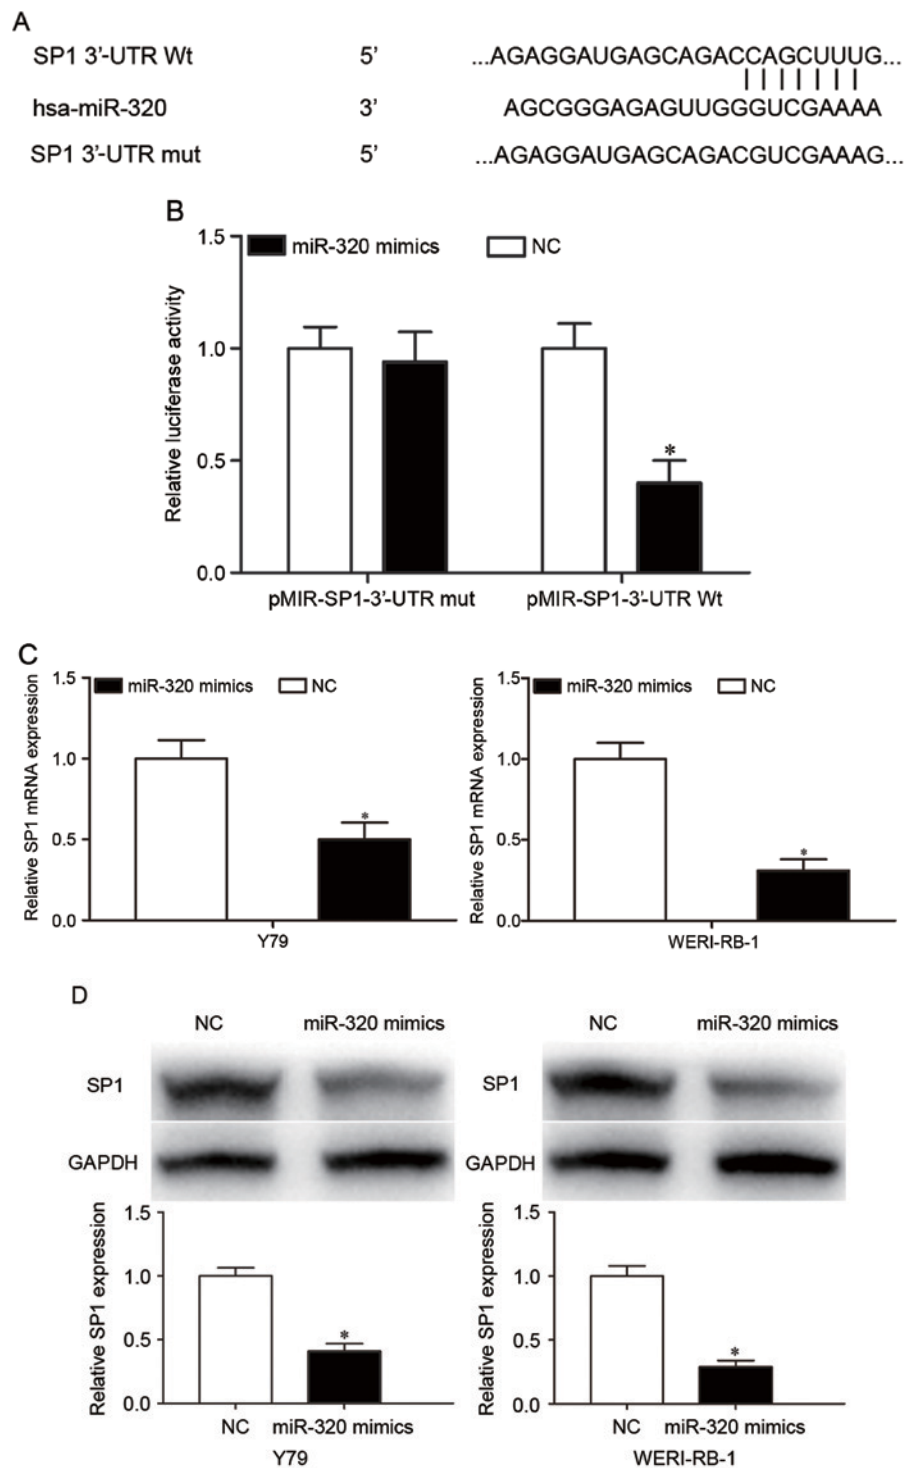 A
SP1 3'-UTR Wt 5' ...AGAGGAUGAGCAGACCAGCUUUG...
hsa-miR-320 3' AGCGGGAGAGUUGGGUCGAAAA
SP1 3'-UTR mut 5' ...AGAGGAUGAGCAGACGUCGAAAG...
B
1.5 miR-320 mimics NC
1.0
0.5
0.0
*
Relative luciferase activity
pMIR-SP1-3'-UTR mut pMIR-SP1-3'-UTR Wt
C
1.5 miR-320 mimics NC
1.0
0.5
0.0
*
Relative SP1 mRNA expression
Y79
1.5 miR-320 mimics NC
1.0
0.5
0.0
*
Relative SP1 mRNA expression
WERI-RB-1
D
NC miR-320 mimics
SP1
GAPDH
1.5
1.0
0.5
0.0
*
Relative SP1 expression
NC miR-320 mimics
Y79
NC miR-320 mimics
SP1
GAPDH
1.5
1.0
0.5
0.0
*
Relative SP1 expression
NC miR-320 mimics
WERI-RB-1